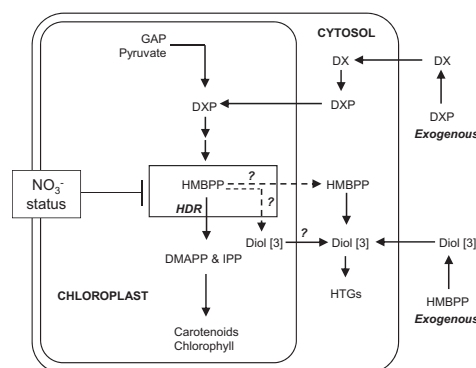 CYTOSOL
GAP
Pyruvate
DX
DX
DXP
DXP
DXP
Exogenous
NO3-
status
HMBPP
?
HMBPP
?
HDR
Diol [3]
?
Diol [3]
Diol [3]
DMAPP & IPP
CHLOROPLAST
HTGs
HMBPP
Exogenous
Carotenoids
Chlorophyll